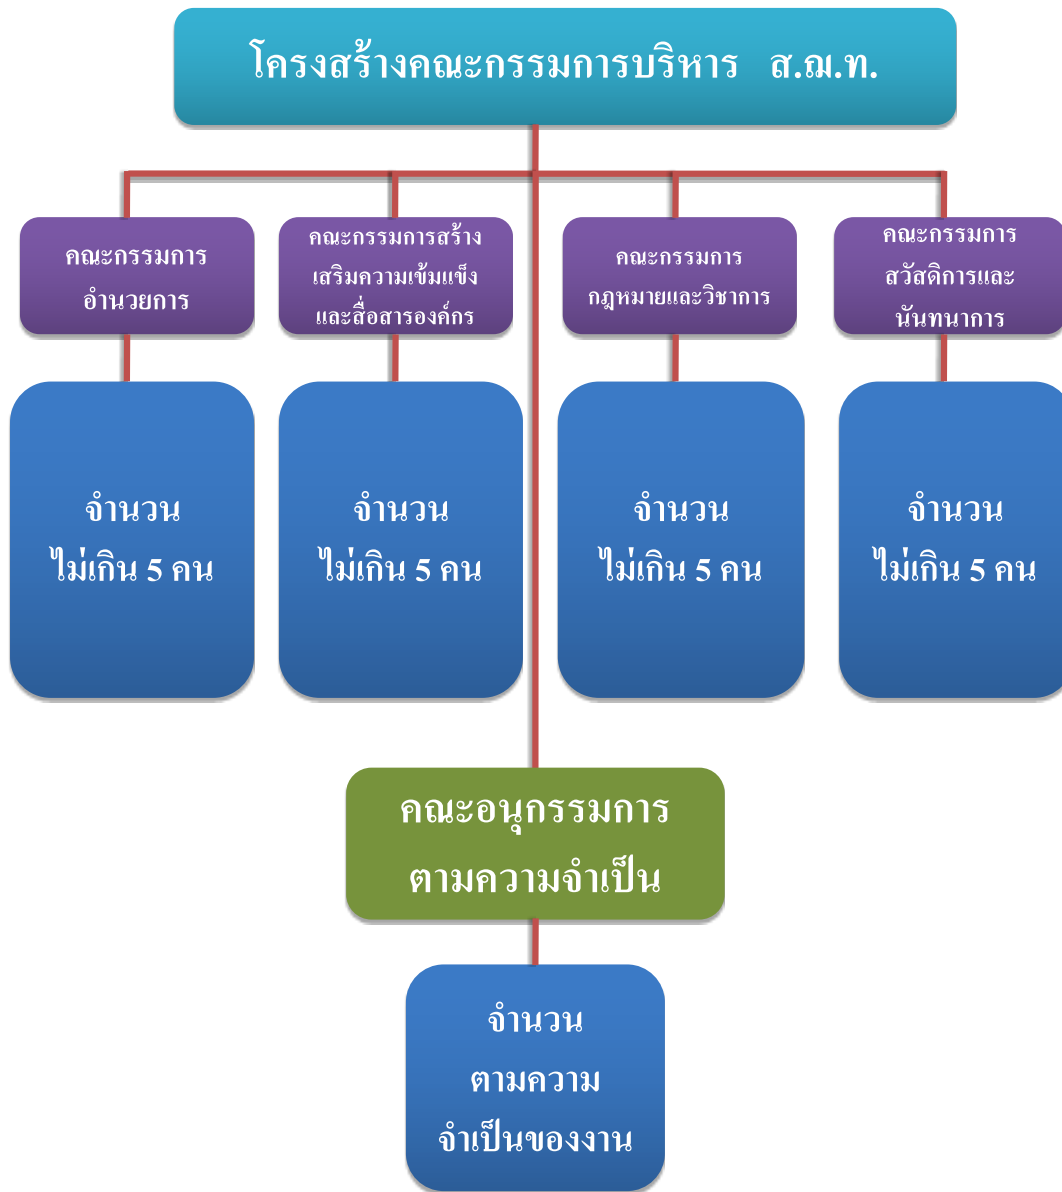 โครงสร้างคณะกรรมการบริหาร ส.ฌ.ท.
คณะกรรมการ
อำนวยการ
คณะกรรมการสร้าง
เสริมความเข้มแข็ง
และสื่อสารองค์กร
คณะกรรมการ
กฎหมายและวิชาการ
คณะกรรมการ
สวัสดิการและ
นันทนาการ
จำนวน
ไม่เกิน 5 คน
จำนวน
ไม่เกิน 5 คน
จำนวน
ไม่เกิน 5 คน
จำนวน
ไม่เกิน 5 คน
คณะอนุกรรมการ
ตามความจำเป็น
จำนวน
ตามความ
จำเป็นของงาน